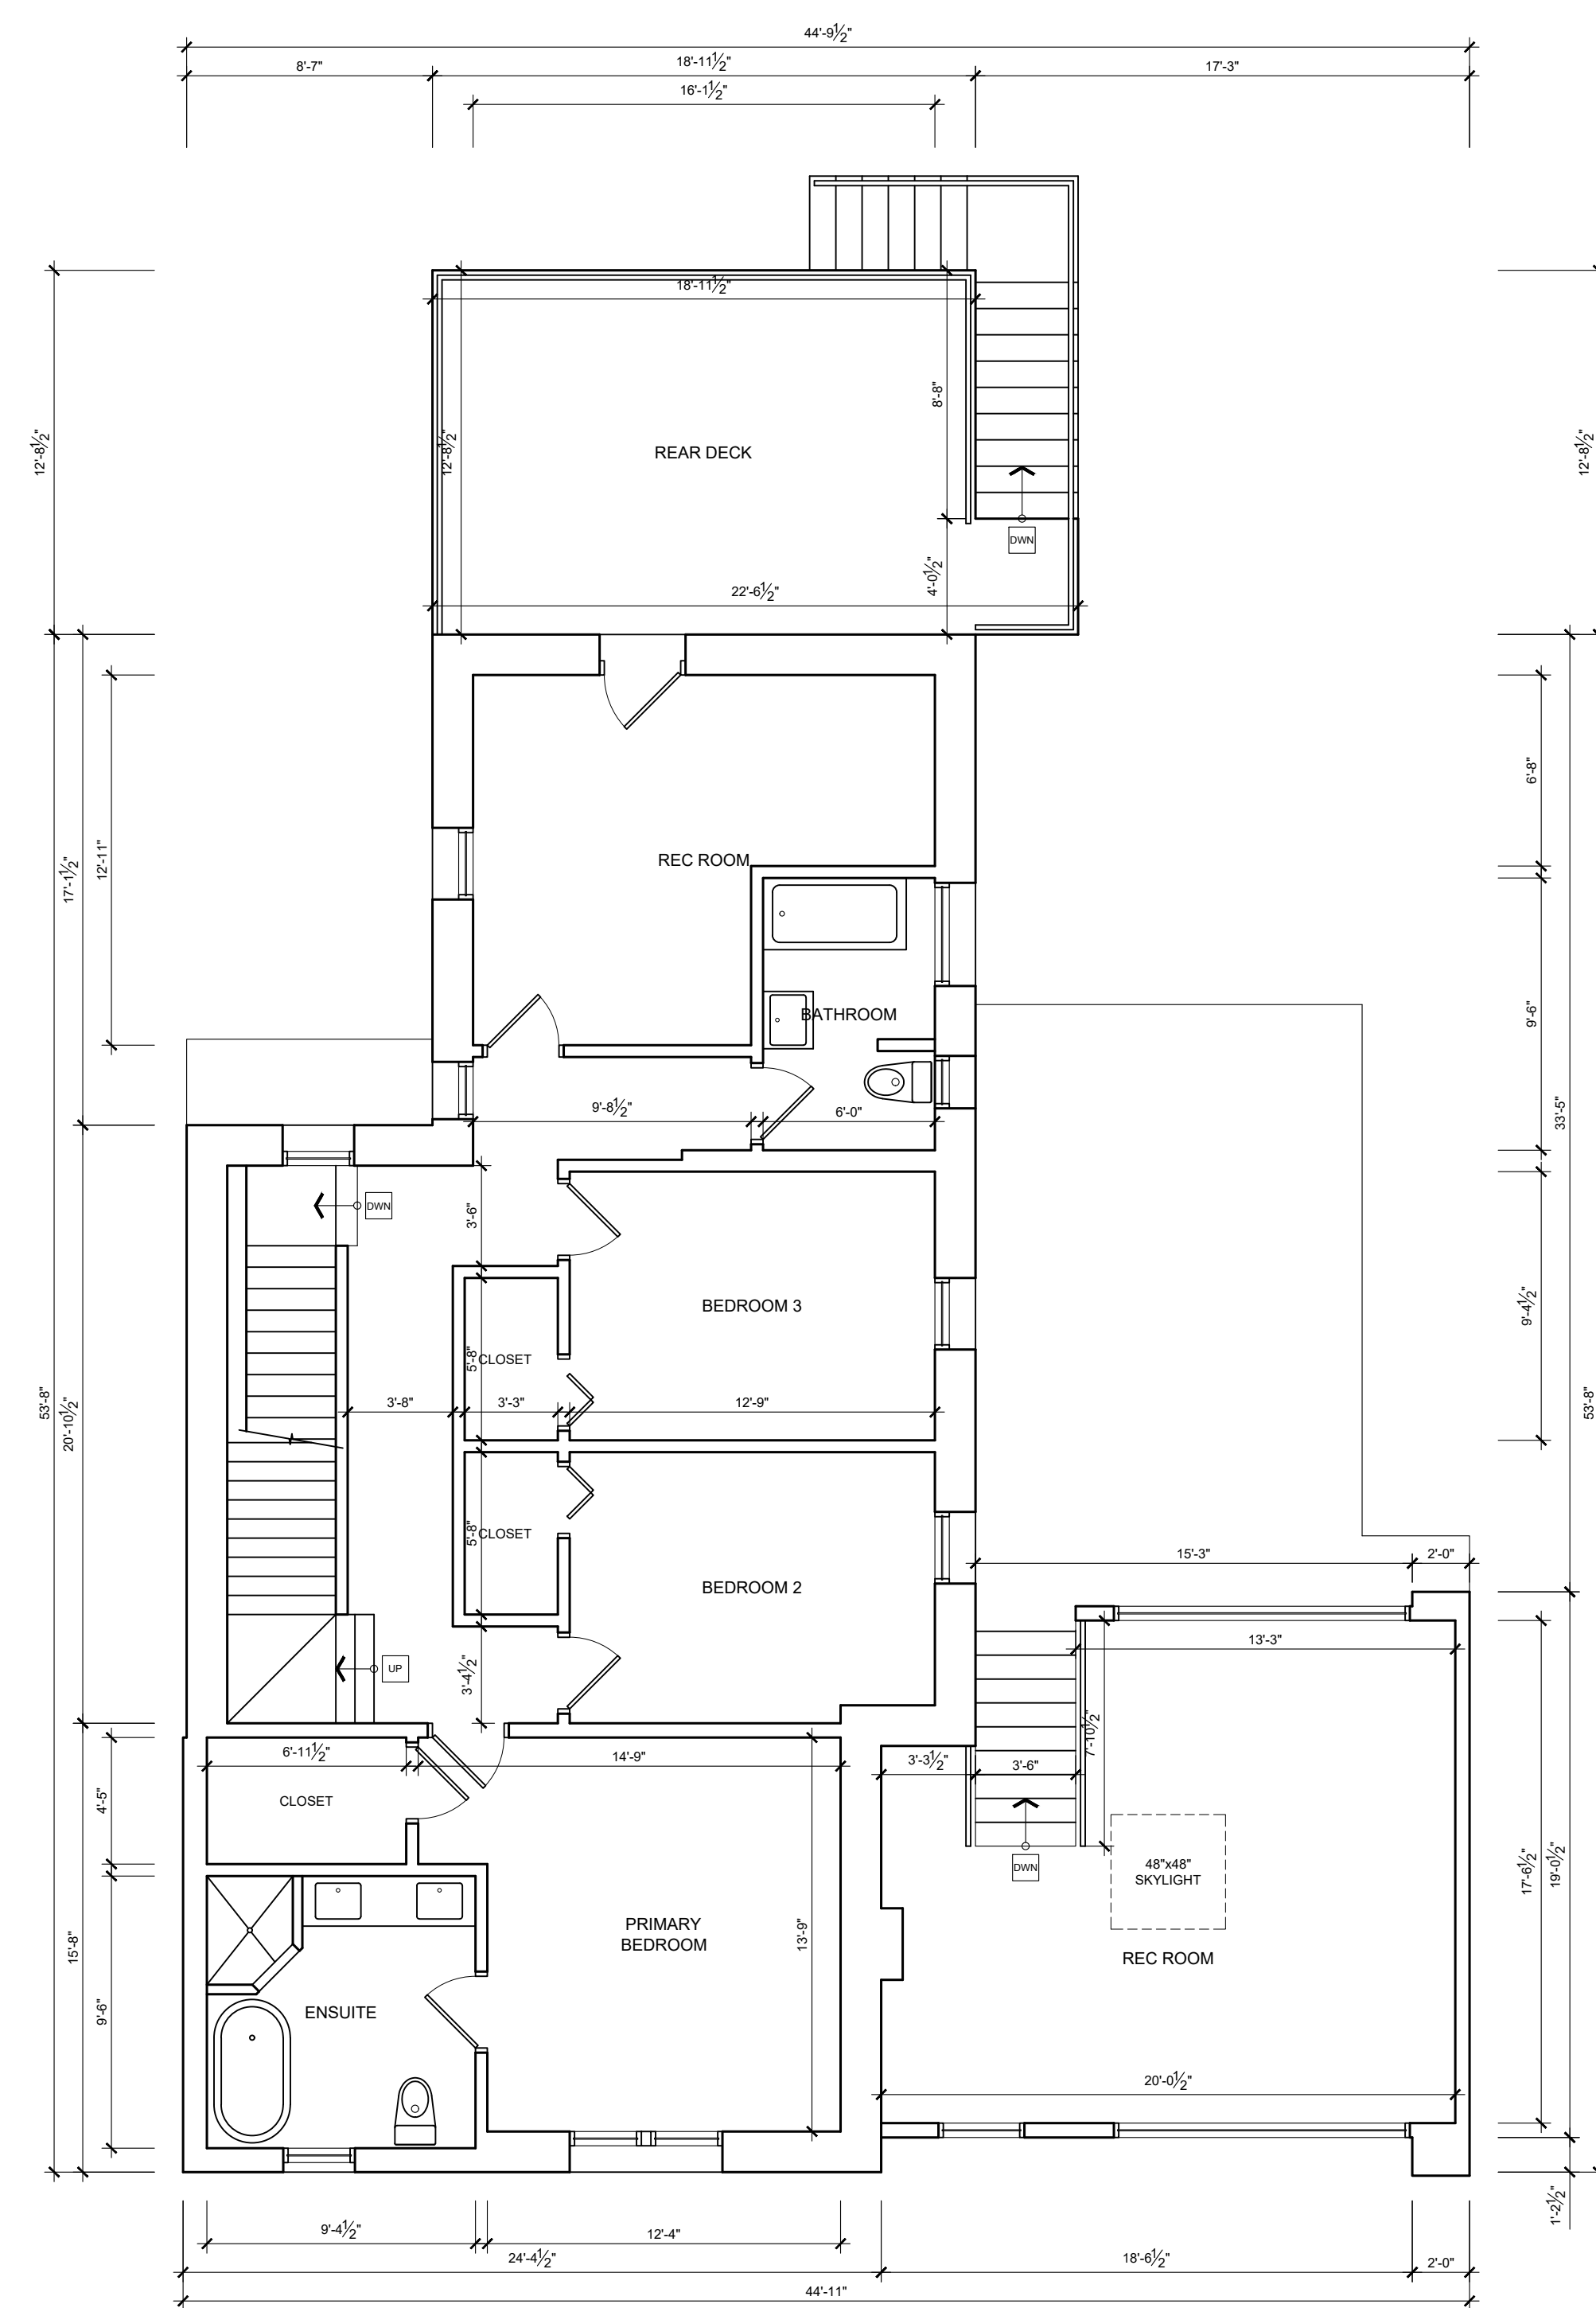 44'-9½"
8'-7"
18'-11½"
17'-3"
16'-1½"
18'-11½"
12'-8½"
12'-8½"
8'-8"
REAR DECK
12'-8½"
DWN
4'-0½"
22'-6½"
6'-8"
17'-1½"
12'-11"
REC ROOM
9'-6"
BATHROOM
9'-8½"
6'-0"
33'-5"
DWN
3'-6"
BEDROOM 3
9'-4½"
5'-8"
CLOSET
3'-8"
3'-3"
12'-9"
53'-8"
20'-10½"
53'-8"
5'-8"
CLOSET
BEDROOM 2
15'-3"
2'-0"
13'-3"
UP
3'-4½"
6'-11½"
14'-9"
7'-10½"
3'-3½"
3'-6"
4'-5"
CLOSET
DWN
48"x48"
SKYLIGHT
17'-6½"
19'-0½"
PRIMARY
BEDROOM
13'-9"
15'-8"
REC ROOM
9'-6"
ENSUITE
20'-0½"
1'-2½"
9'-4½"
12'-4"
24'-4½"
18'-6½"
2'-0"
44'-11"